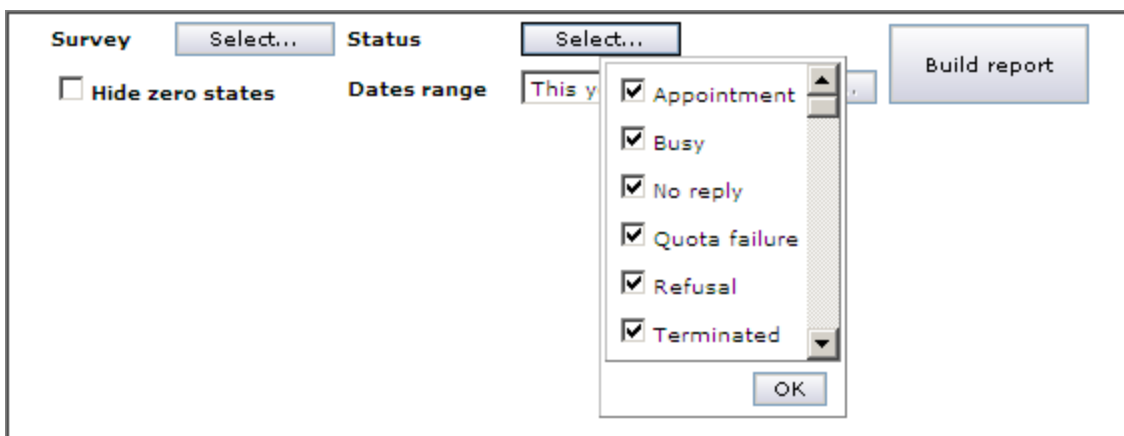 Survey Select... Status Select...
Build report
Hide zero states Dates range This y
Appointment
Busy
No reply
Quota failure
Refusal
Terminated
OK